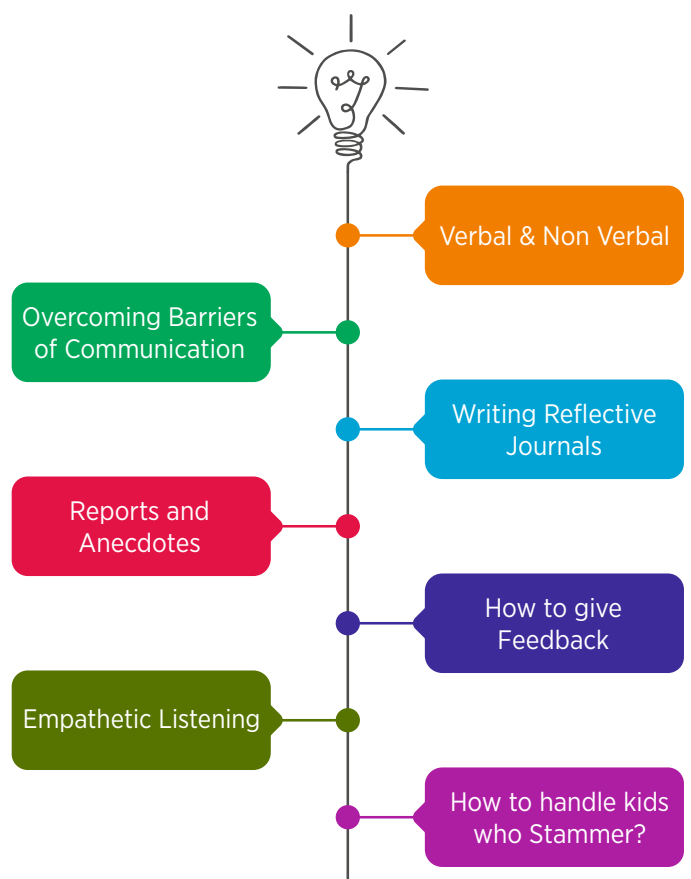 Verbal & Non Verbal
Overcoming Barriers
of Communication
Writing Reflective
Journals
Reports and
Anecdotes
How to give
Feedback
Empathetic Listening
How to handle kids
who Stammer?